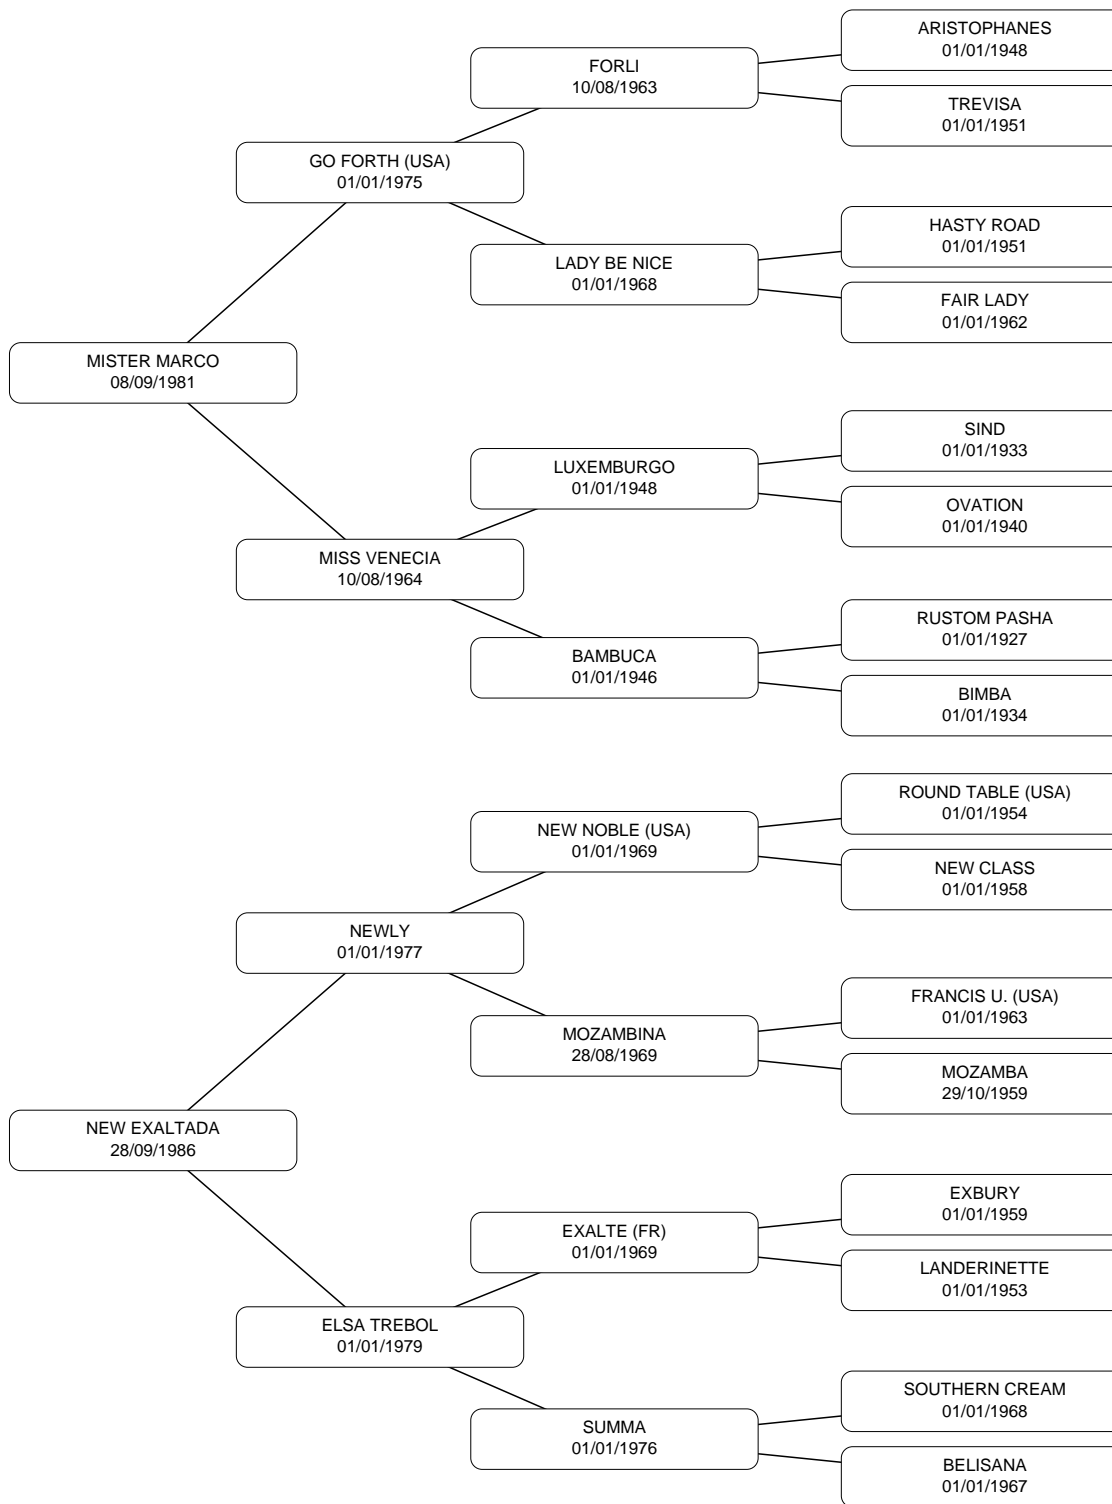 ARISTOPHANES
01/01/1948
FORLI
10/08/1963
TREVISA
01/01/1951
GO FORTH (USA)
01/01/1975
HASTY ROAD
01/01/1951
LADY BE NICE
01/01/1968
FAIR LADY
01/01/1962
MISTER MARCO
08/09/1981
SIND
01/01/1933
LUXEMBURGO
01/01/1948
OVATION
01/01/1940
MISS VENECIA
10/08/1964
RUSTOM PASHA
01/01/1927
BAMBUCA
01/01/1946
BIMBA
01/01/1934
ROUND TABLE (USA)
01/01/1954
NEW NOBLE (USA)
01/01/1969
NEW CLASS
01/01/1958
NEWLY
01/01/1977
FRANCIS U. (USA)
01/01/1963
MOZAMBINA
28/08/1969
MOZAMBA
29/10/1959
NEW EXALTADA
28/09/1986
EXBURY
01/01/1959
EXALTE (FR)
01/01/1969
LANDERINETTE
01/01/1953
ELSA TREBOL
01/01/1979
SOUTHERN CREAM
01/01/1968
SUMMA
01/01/1976
BELISANA
01/01/1967